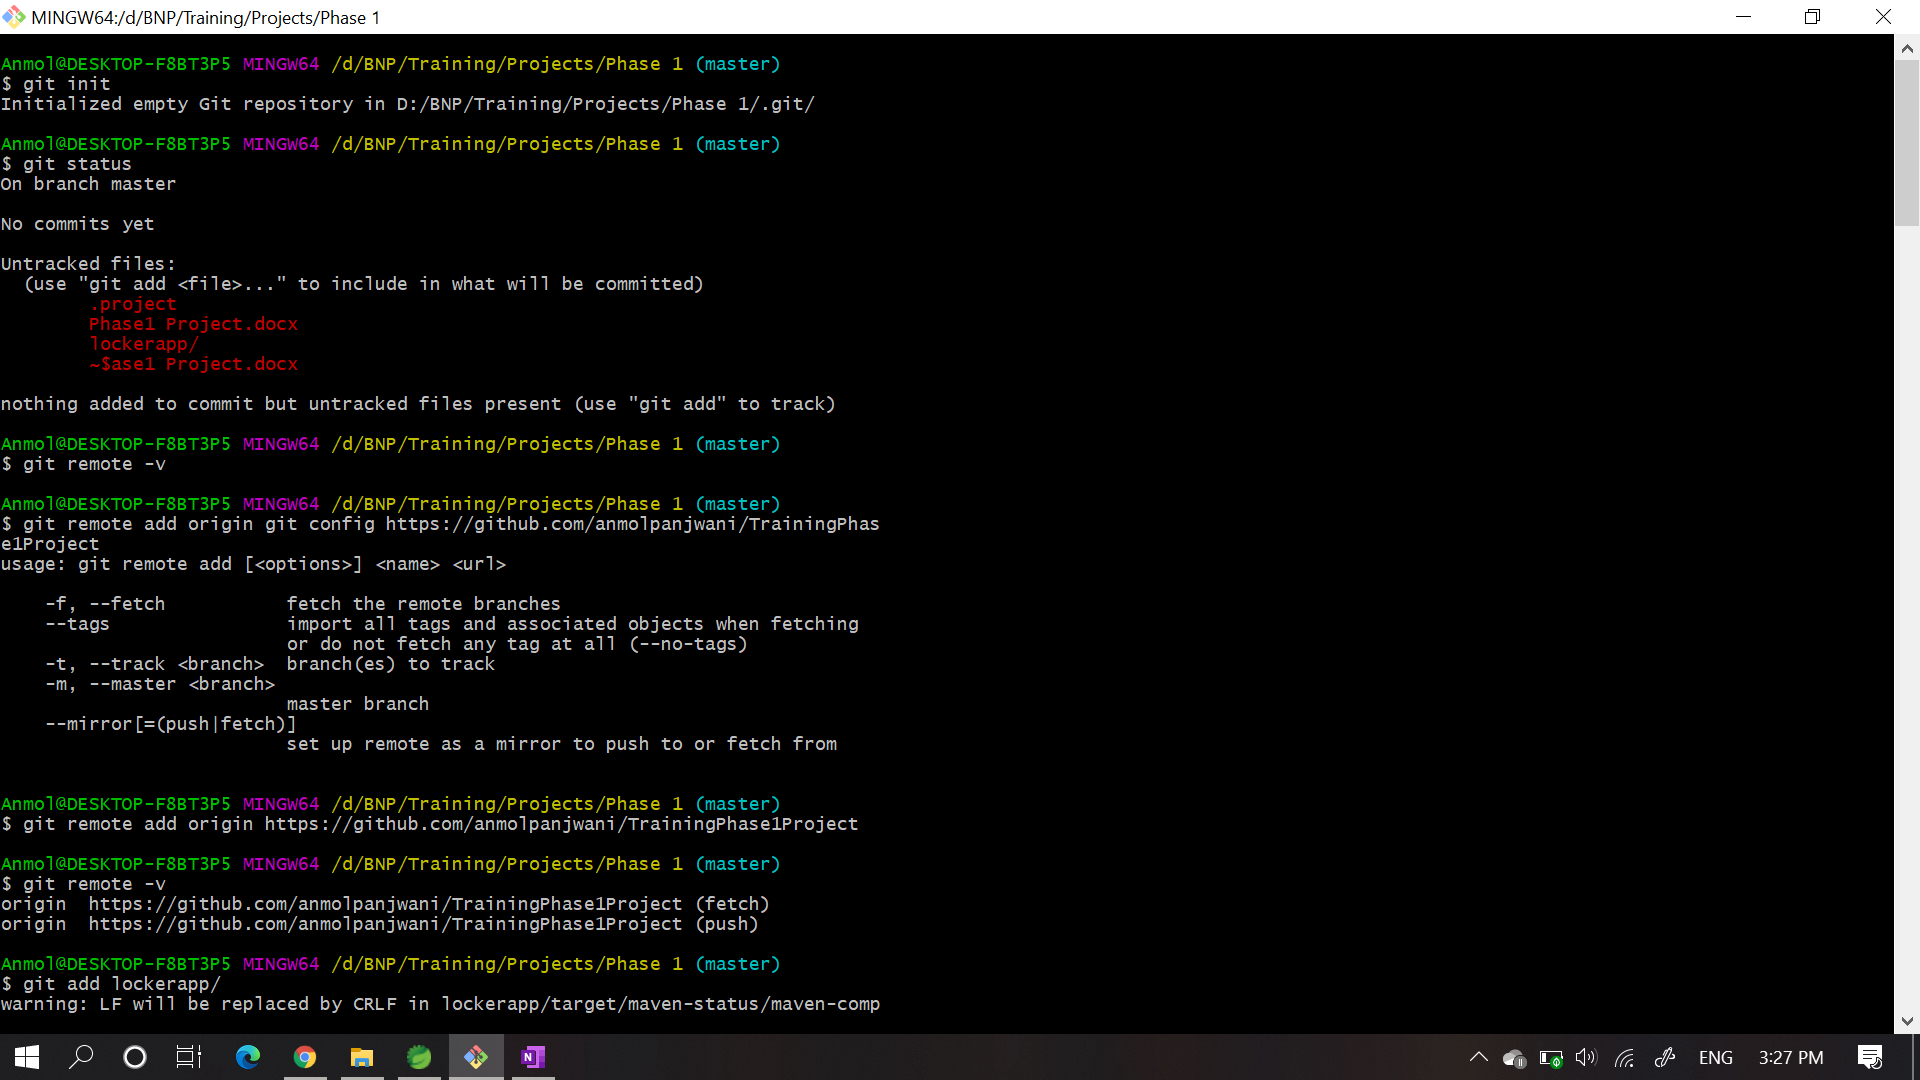 MINGW64:/d/BNP/Training/Projects/Phase 1
Anmol@DESKTOP-F8BT3P5 MINGW64 /d/BNP/Training/Projects/Phase 1 (master)
$ git init
Initialized empty Git repository in D:/BNP/Training/Projects/Phase 1/.git/
Anmol@DESKTOP-F8BT3P5 MINGW64 /d/BNP/Training/Projects/Phase 1 (master)
$ git status
On branch master
No commits yet
Untracked files:
  (use "git add <file>..." to include in what will be committed)
        .project
        Phase1 Project.docx
        lockerapp/
        ~$ase1 Project.docx
nothing added to commit but untracked files present (use "git add" to track)
Anmol@DESKTOP-F8BT3P5 MINGW64 /d/BNP/Training/Projects/Phase 1 (master)
$ git remote -v
Anmol@DESKTOP-F8BT3P5 MINGW64 /d/BNP/Training/Projects/Phase 1 (master)
$ git remote add origin git config https://github.com/anmolpanjwani/TrainingPhas
e1Project
usage: git remote add [<options>] <name> <url>
    -f, --fetch           fetch the remote branches
    --tags                import all tags and associated objects when fetching
                          or do not fetch any tag at all (--no-tags)
    -t, --track <branch>  branch(es) to track
    -m, --master <branch>
                          master branch
    --mirror[=(push|fetch)]
                          set up remote as a mirror to push to or fetch from
Anmol@DESKTOP-F8BT3P5 MINGW64 /d/BNP/Training/Projects/Phase 1 (master)
$ git remote add origin https://github.com/anmolpanjwani/TrainingPhase1Project
Anmol@DESKTOP-F8BT3P5 MINGW64 /d/BNP/Training/Projects/Phase 1 (master)
$ git remote -v
origin  https://github.com/anmolpanjwani/TrainingPhase1Project (fetch)
origin  https://github.com/anmolpanjwani/TrainingPhase1Project (push)
Anmol@DESKTOP-F8BT3P5 MINGW64 /d/BNP/Training/Projects/Phase 1 (master)
$ git add lockerapp/
warning: LF will be replaced by CRLF in lockerapp/target/maven-status/maven-comp
N ENG 3:27 PM